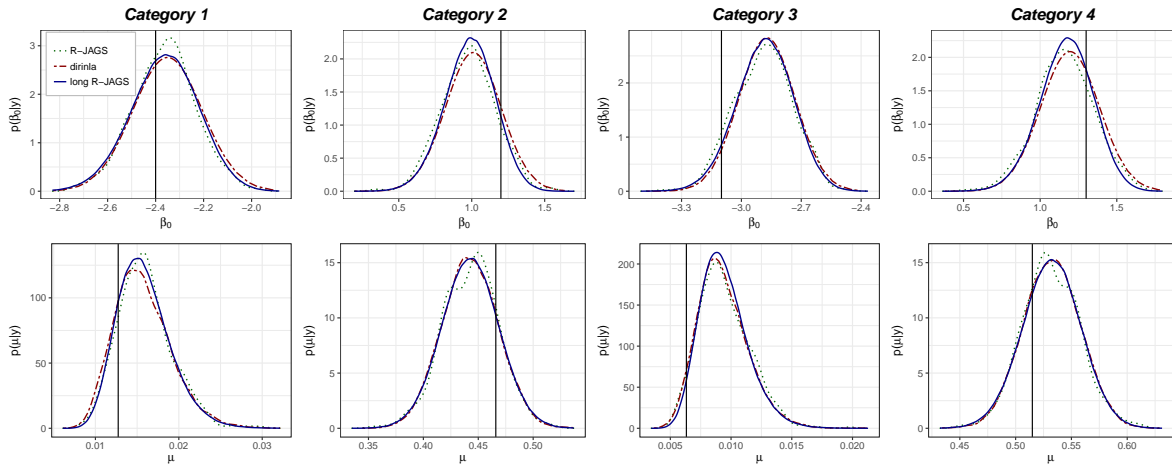 Category 1
Category 2
Category 3
Category 4
R−JAGS
dirinla
long R−JAGS
p(β₀|y)
3
2
1
0
−2.8
−2.6
−2.4
−2.2
−2.0
β₀
p(β₀|y)
2.0
1.5
1.0
0.5
0.0
0.5
1.0
1.5
β₀
p(β₀|y)
3
2
1
0
−3.3
−3.0
−2.7
−2.4
β₀
p(β₀|y)
2.0
1.5
1.0
0.5
0.0
0.5
1.0
1.5
β₀
p(μ|y)
100
50
0
0.01
0.02
0.03
μ
p(μ|y)
15
10
5
0
0.35
0.40
0.45
0.50
μ
p(μ|y)
200
150
100
50
0
0.005
0.010
0.015
0.020
μ
p(μ|y)
15
10
5
0
0.45
0.50
0.55
0.60
μ